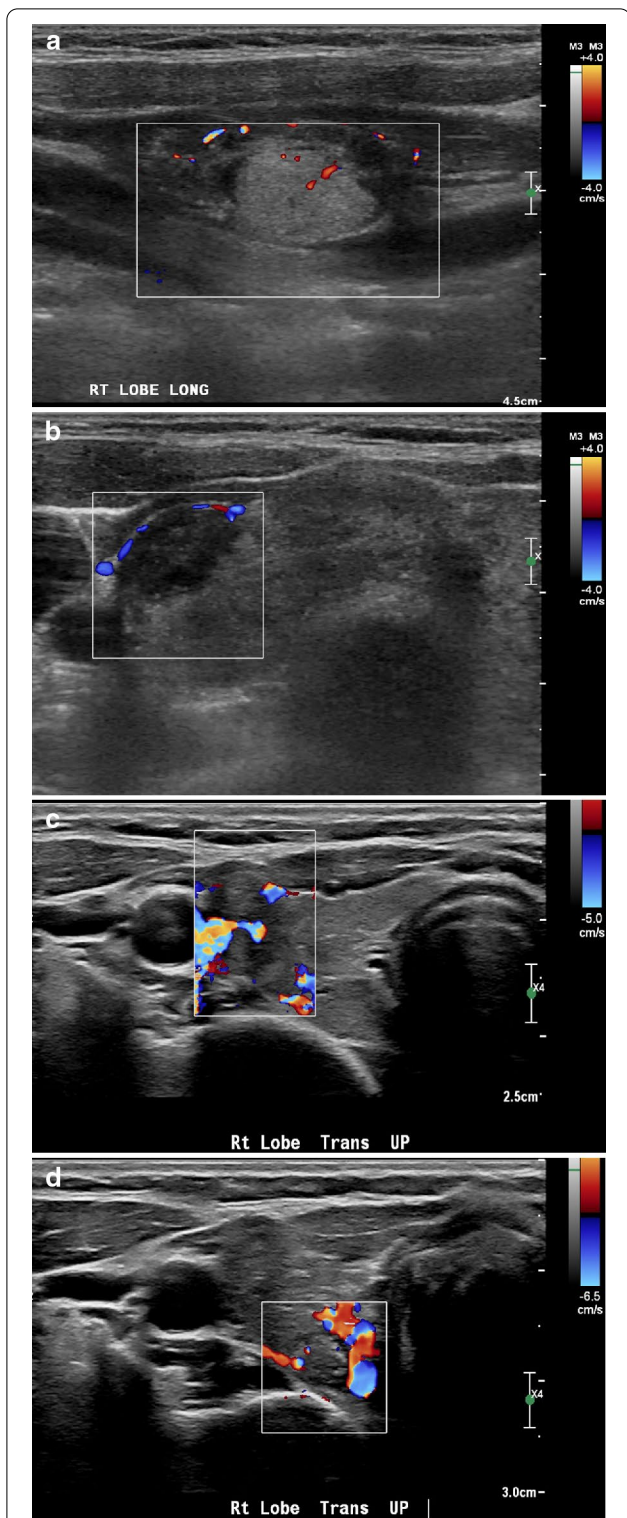 a
M3 M3
+4.0
-4.0
cm/s
X
RT LOBE LONG
4.5cm
b
M3 M3
+4.0
X
-4.0
cm/s
c
-5.0
cm/s
X4
2.5cm
Rt Lobe Trans UP
d
-6.5
cm/s
X4
3.0cm
Rt Lobe Trans UP